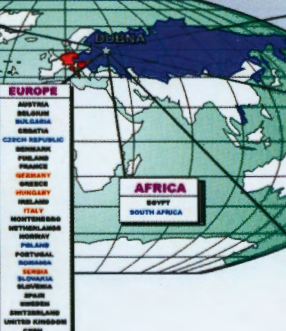 DUBNA
EUROPE
AUSTRIA
BELGIUM
BULGARIA
CROATIA
CZECH REPUBLIC
DENMARK
FINLAND
FRANCE
GERMANY
GREECE
HUNGARY
IRELAND
ITALY
MONTENEGRO
NETHERLANDS
NORWAY
POLAND
PORTUGAL
ROMANIA
SERBIA
SLOVAKIA
SLOVENIA
SPAIN
SWEDEN
SWITZERLAND
UNITED KINGDOM
AFRICA
EGYPT
SOUTH AFRICA